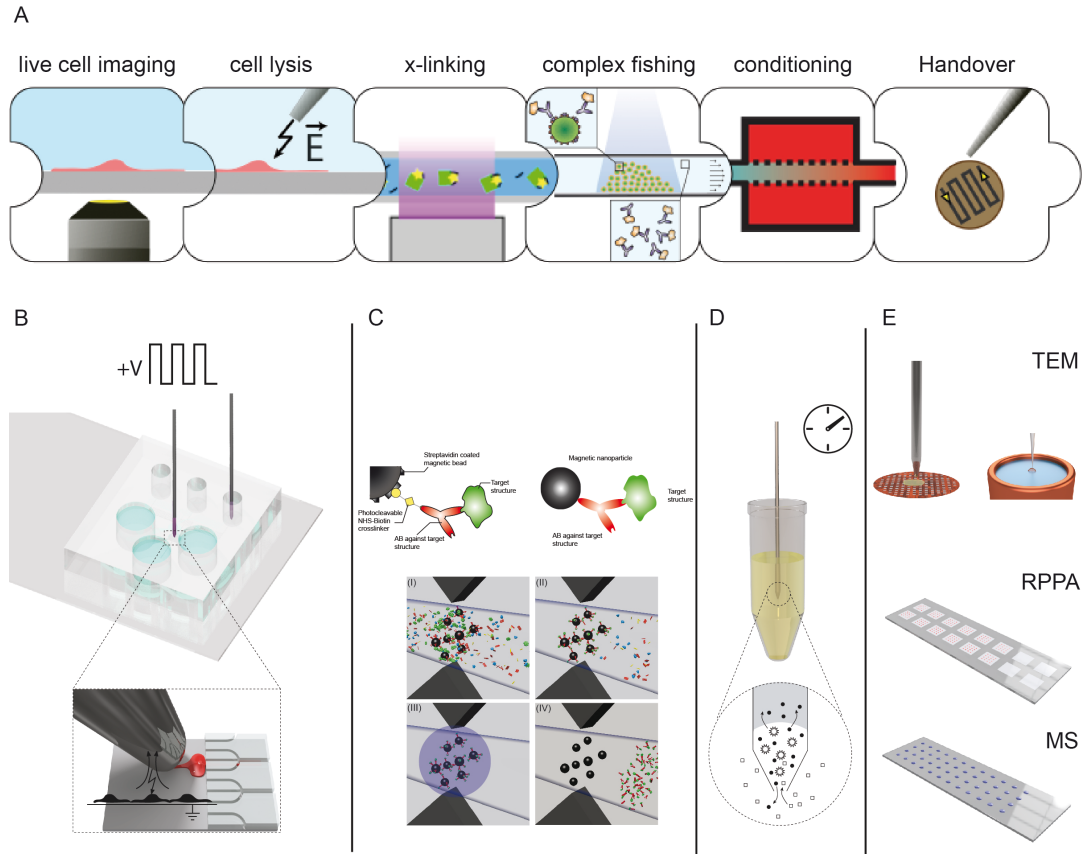 A
live cell imaging
cell lysis
x-linking
complex fishing
conditioning
Handover
E
B
+V
C
Streptavidin coated
magnetic bead
Target
structure
Photocleavable
NHS-Biotin
crosslinker
AB against target
structure
Magnetic nanoparticle
Target
structure
AB against target
structure
(I)
(II)
(III)
(IV)
D
E
TEM
RPPA
MS